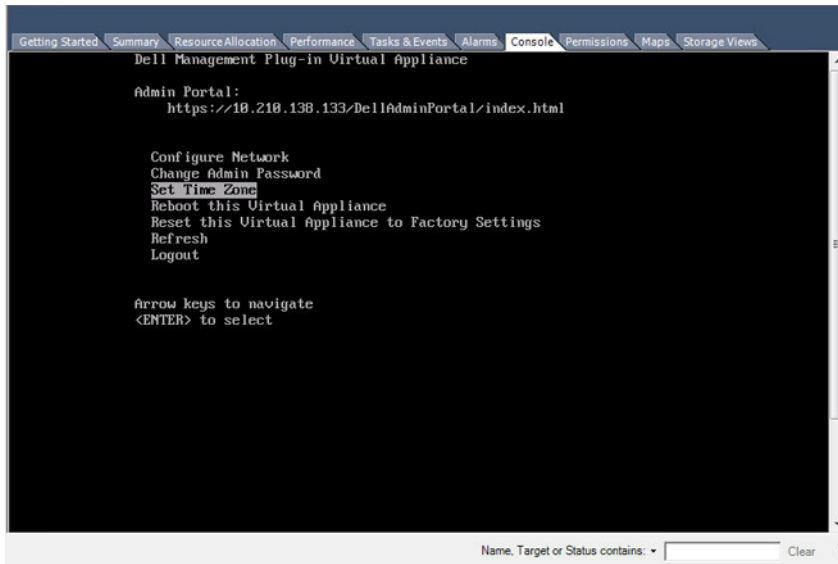 Getting Started Summary Resource Allocation Performance Tasks & Events Alarms Console Permissions Maps Storage Views
Dell Management Plug-in Virtual Appliance
Admin Portal:
https://10.210.138.133/DellAdminPortal/index.html
Configure Network
Change Admin Password
Set Time Zone
Reboot this Virtual Appliance
Reset this Virtual Appliance to Factory Settings
Refresh
Logout
Arrow keys to navigate
<ENTER> to select
Name, Target or Status contains: Clear